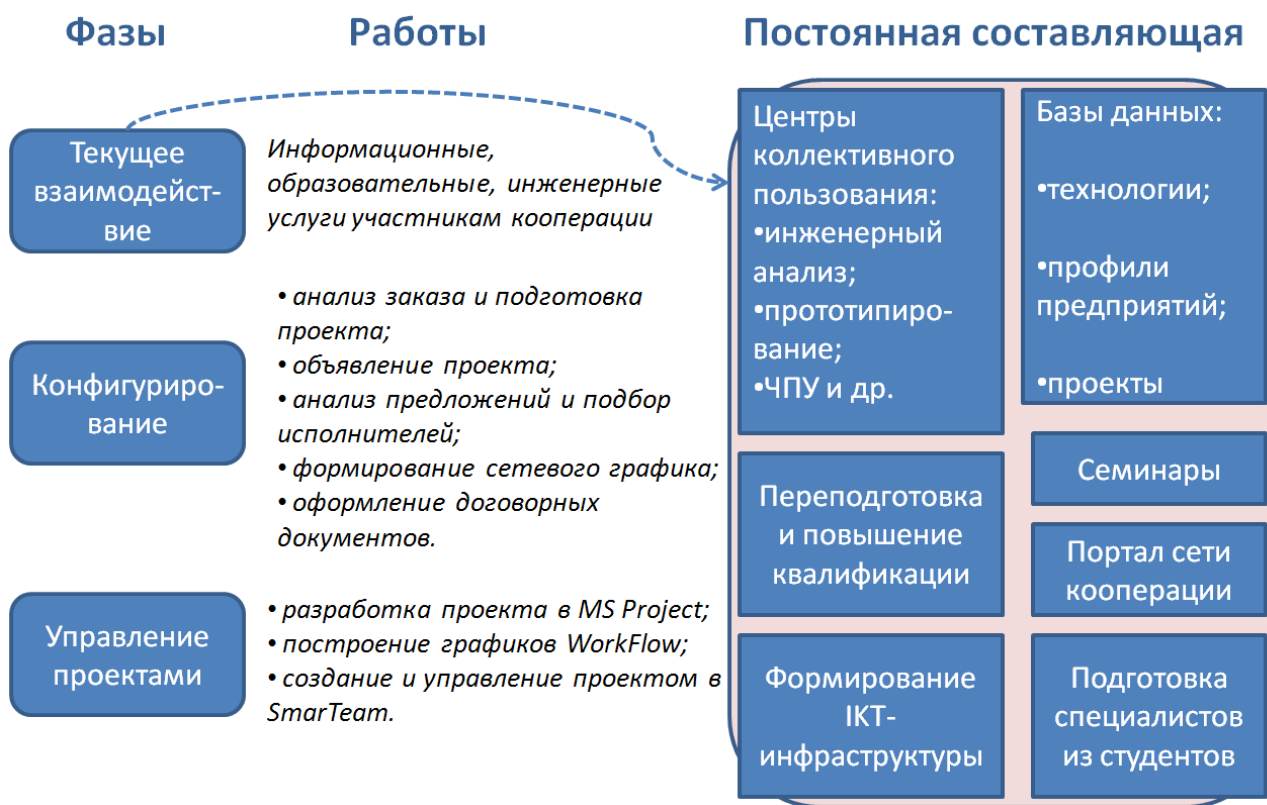 Фазы
Работы
Постоянная составляющая
Текущее
взаимодейст-
вие
Информационные,
образовательные, инженерные
услуги участникам кооперации
Конфигуриро-
вание
• анализ заказа и подготовка
проекта;
• объявление проекта;
• анализ предложений и подбор
исполнителей;
• формирование сетевого графика;
• оформление договорных
документов.
Управление
проектами
• разработка проекта в MS Project;
• построение графиков WorkFlow;
• создание и управление проектом в
SmarTeam.
Центры
коллективного
пользования:
•инженерный
анализ;
•прототипиро-
вание;
•ЧПУ и др.
Базы данных:
•технологии;
•профили
предприятий;
•проекты
Переподготовка
и повышение
квалификации
Семинары
Портал сети
кооперации
Формирование
IKT-
инфраструктуры
Подготовка
специалистов
из студентов